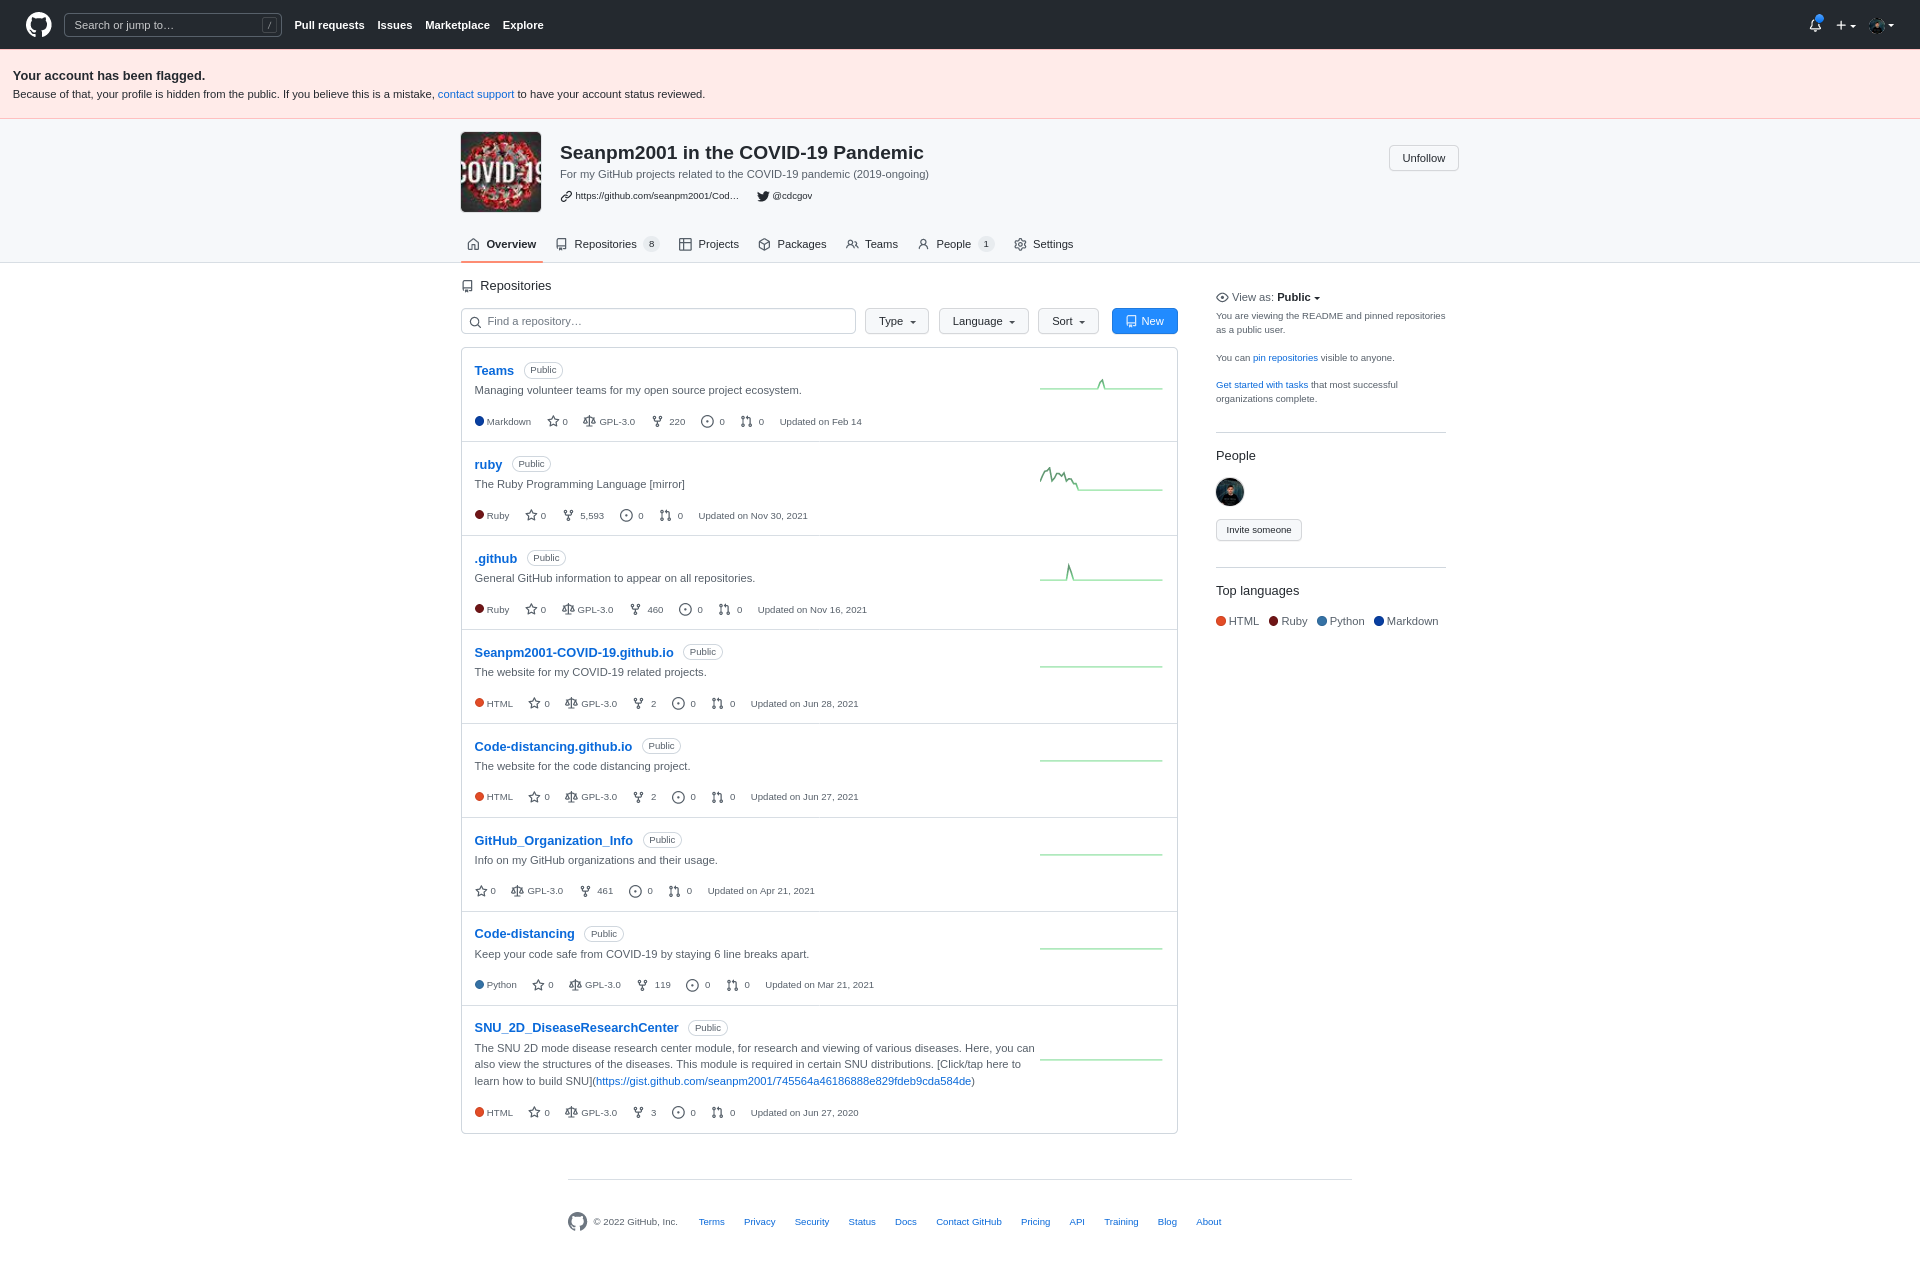 Search or jump to… /
Pull requests Issues Marketplace Explore
Your account has been flagged.
Because of that, your profile is hidden from the public. If you believe this is a mistake, contact support to have your account status reviewed.
COVID-19
Seanpm2001 in the COVID-19 Pandemic
For my GitHub projects related to the COVID-19 pandemic (2019-ongoing)
https://github.com/seanpm2001/Cod… @cdcgov
Unfollow
Overview Repositories 8 Projects Packages Teams People 1 Settings
Repositories
Find a repository… Type Language Sort New
Teams Public
Managing volunteer teams for my open source project ecosystem.
Markdown 0 GPL-3.0 220 0 0 Updated on Feb 14
ruby Public
The Ruby Programming Language [mirror]
Ruby 0 5,593 0 0 Updated on Nov 30, 2021
.github Public
General GitHub information to appear on all repositories.
Ruby 0 GPL-3.0 460 0 0 Updated on Nov 16, 2021
Seanpm2001-COVID-19.github.io Public
The website for my COVID-19 related projects.
HTML 0 GPL-3.0 2 0 0 Updated on Jun 28, 2021
Code-distancing.github.io Public
The website for the code distancing project.
HTML 0 GPL-3.0 2 0 0 Updated on Jun 27, 2021
GitHub_Organization_Info Public
Info on my GitHub organizations and their usage.
0 GPL-3.0 461 0 0 Updated on Apr 21, 2021
Code-distancing Public
Keep your code safe from COVID-19 by staying 6 line breaks apart.
Python 0 GPL-3.0 119 0 0 Updated on Mar 21, 2021
SNU_2D_DiseaseResearchCenter Public
The SNU 2D mode disease research center module, for research and viewing of various diseases. Here, you can
also view the structures of the diseases. This module is required in certain SNU distributions. [Click/tap here to
learn how to build SNU](https://gist.github.com/seanpm2001/745564a46186888e829fdeb9cda584de)
HTML 0 GPL-3.0 3 0 0 Updated on Jun 27, 2020
View as: Public
You are viewing the README and pinned repositories
as a public user.
You can pin repositories visible to anyone.
Get started with tasks that most successful
organizations complete.
People
Invite someone
Top languages
HTML Ruby Python Markdown
© 2022 GitHub, Inc. Terms Privacy Security Status Docs Contact GitHub Pricing API Training Blog About